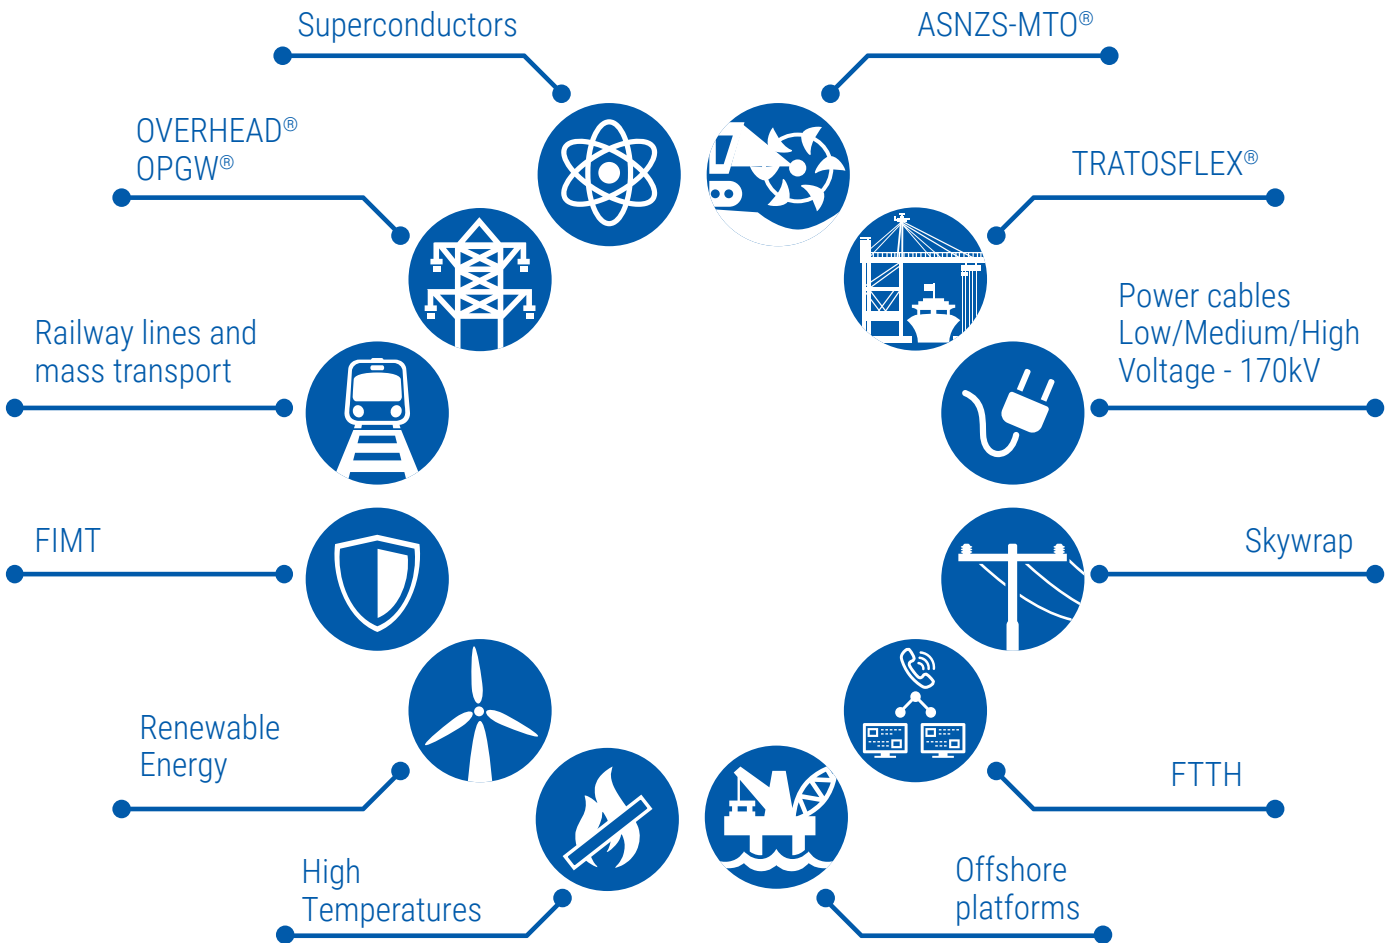 Superconductors
ASNZS-MTO®
OVERHEAD®
OPGW®
TRATOSFLEX®
Railway lines and
mass transport
Power cables
Low/Medium/High
Voltage - 170kV
FIMT
Skywrap
Renewable
Energy
FTTH
High
Temperatures
Offshore
platforms